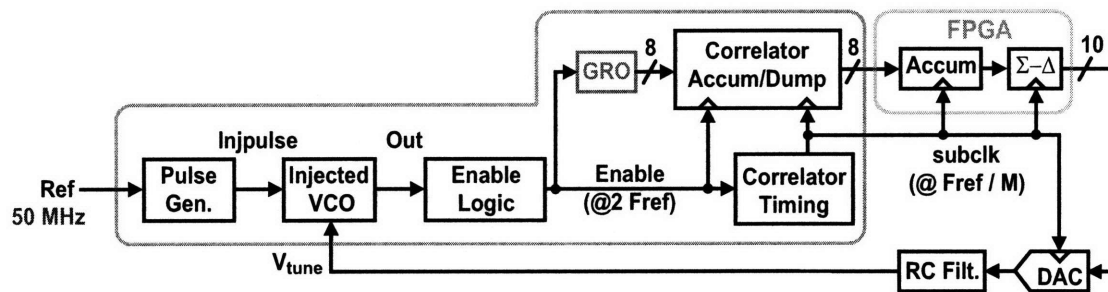 FPGA
8
8
10
GRO
Correlator
Accum/Dump
Accum
Σ–Δ
Injpulse
Out
Ref
50 MHz
Pulse
Gen.
Injected
VCO
Enable
Logic
Enable
(@2 Fref)
Correlator
Timing
subclk
(@ Fref / M)
Vtune
RC Filt.
DAC